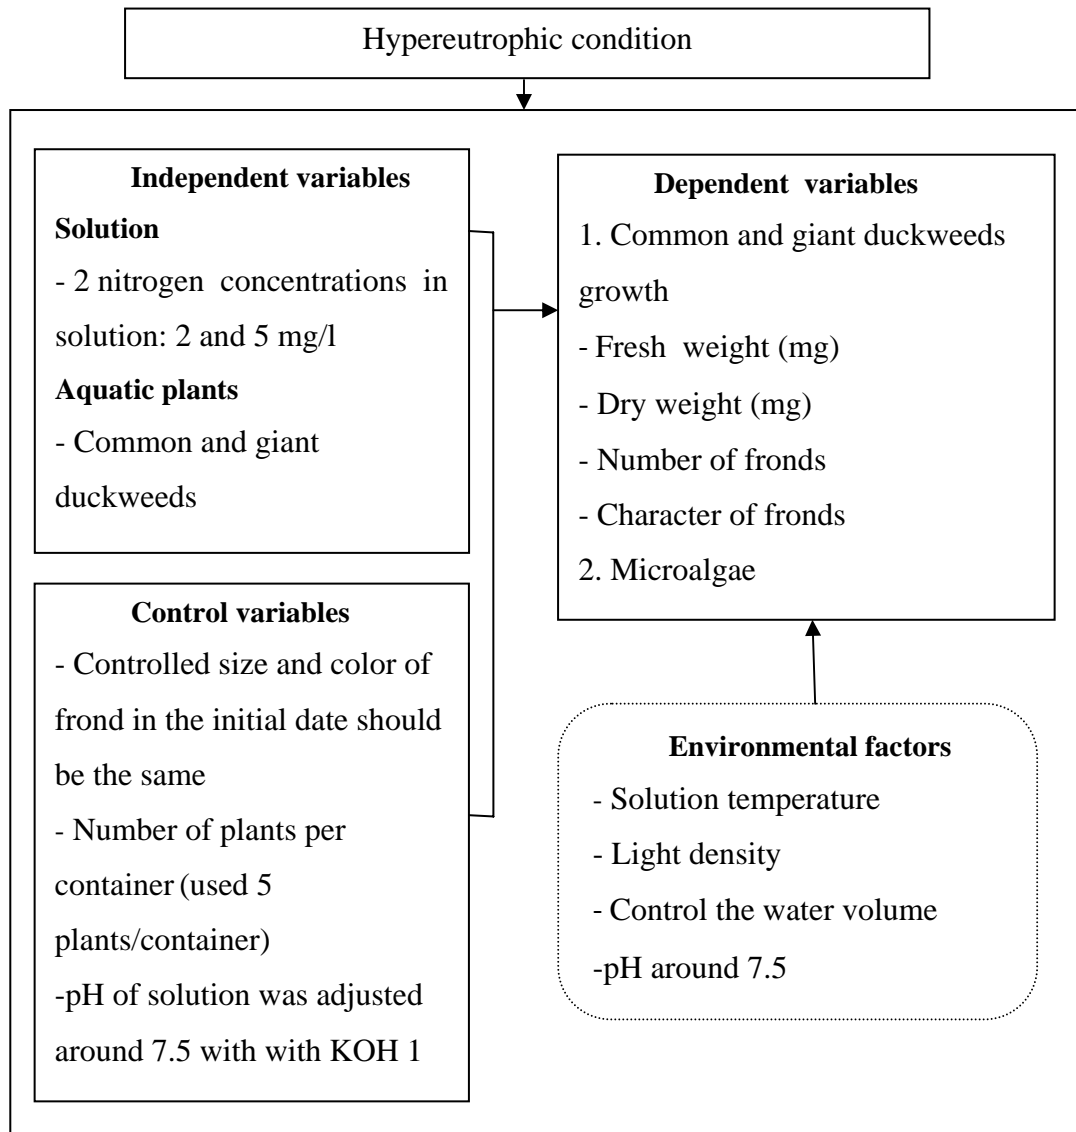 Hypereutrophic condition
Independent variables
Solution
- 2 nitrogen concentrations in
solution: 2 and 5 mg/l
Aquatic plants
- Common and giant
duckweeds
Control variables
- Controlled size and color of
frond in the initial date should
be the same
- Number of plants per
container (used 5
plants/container)
-pH of solution was adjusted
around 7.5 with with KOH 1
Dependent variables
1. Common and giant duckweeds
growth
- Fresh weight (mg)
- Dry weight (mg)
- Number of fronds
- Character of fronds
2. Microalgae
Environmental factors
- Solution temperature
- Light density
- Control the water volume
-pH around 7.5